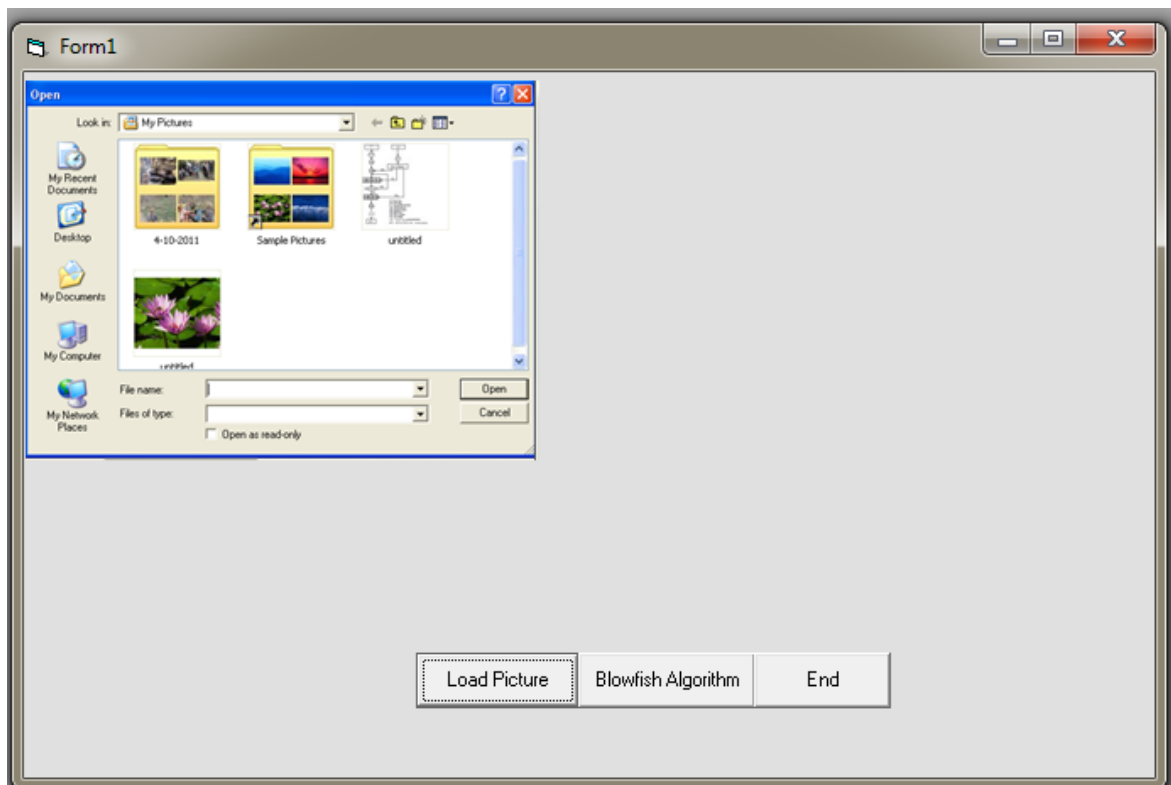 Form1
Open
Look in: My Pictures
My Recent
Documents
Desktop
My Documents
My Computer
My Network
Places
4-10-2011
Sample Pictures
untitled
untitled
File name:
Open
Files of type:
Cancel
Open as read-only
Load Picture
Blowfish Algorithm
End